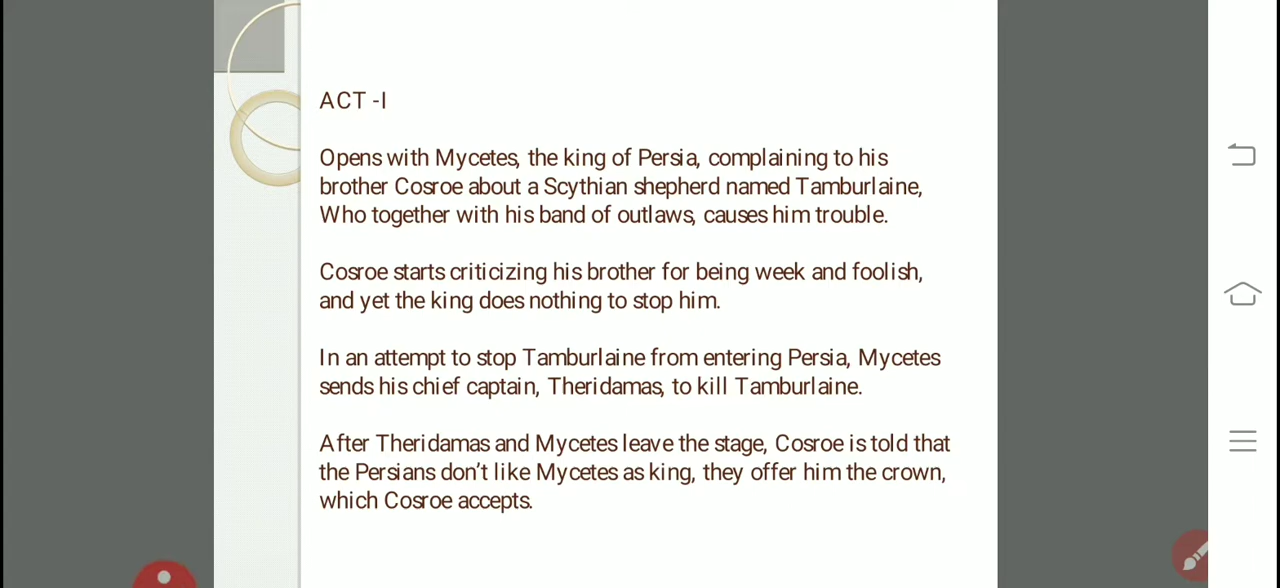 ACT -I
Opens with Mycetes, the king of Persia, complaining to his
brother Cosroe about a Scythian shepherd named Tamburlaine,
Who together with his band of outlaws, causes him trouble.
Cosroe starts criticizing his brother for being week and foolish,
and yet the king does nothing to stop him.
In an attempt to stop Tamburlaine from entering Persia, Mycetes
sends his chief captain, Theridamas, to kill Tamburlaine.
After Theridamas and Mycetes leave the stage, Cosroe is told that
the Persians don't like Mycetes as king, they offer him the crown,
which Cosroe accepts.